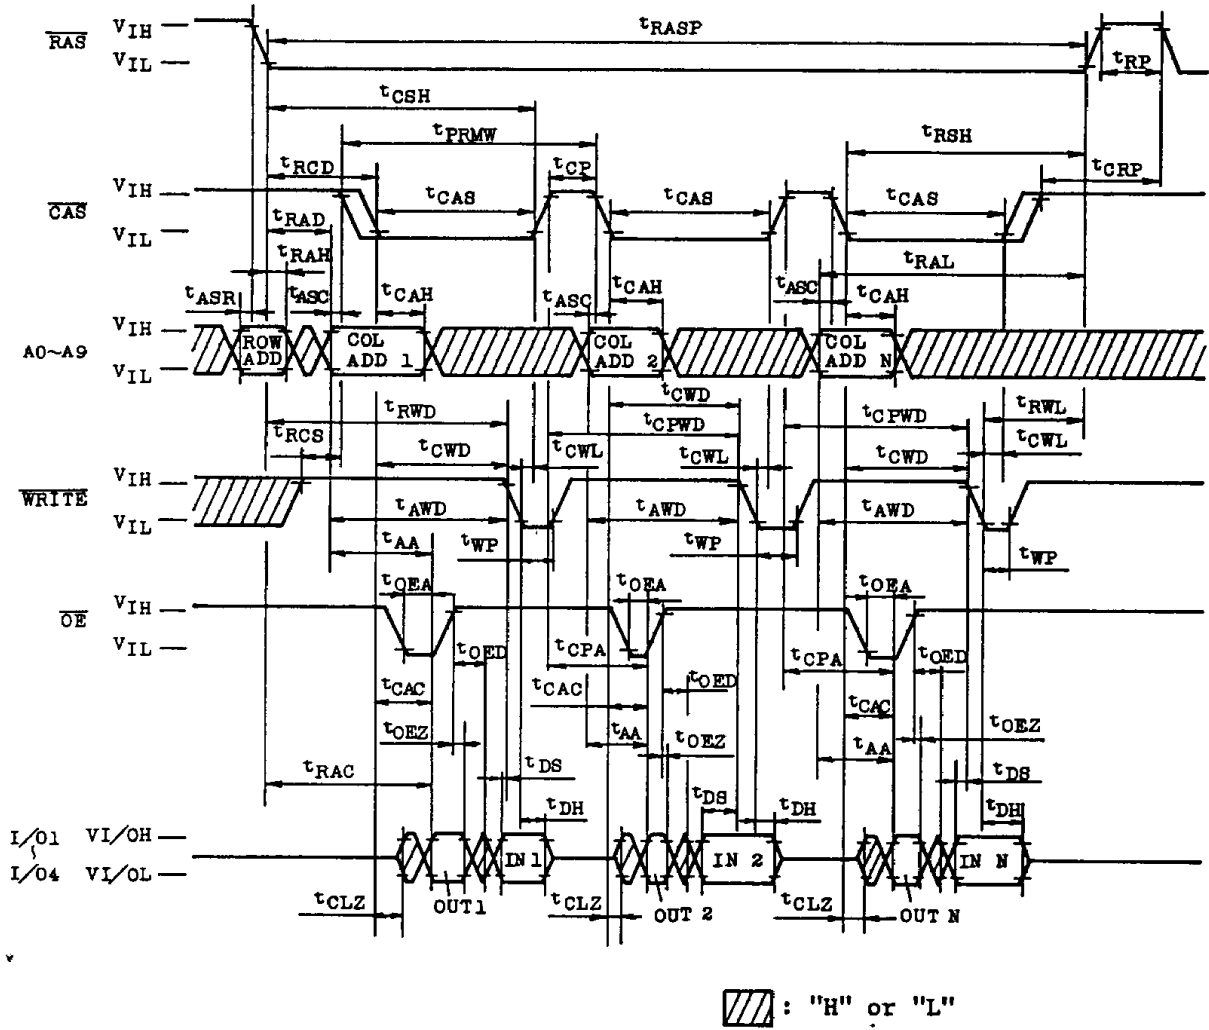 VIH
tRASP
RAS
VIL
tRP
tCSH
tPRMW
tRSH
tRCD
tCP
tCRP
VIH
CAS
tCAS
tCAS
tCAS
VIL
tRAD
tRAH
tRAL
tASR
tASC
tCAH
tASC
tCAH
tASC
tCAH
VIH
A0~A9
ROW ADD
COL ADD 1
COL ADD 2
COL ADD N
VIL
tCWD
tRWD
tCPWD
tCPWD
tRWL
tRCS
tCWD
tCWL
tCWL
tCWD
tCWL
VIH
WRITE
VIL
tAWD
tAWD
tAWD
tAA
tWP
tWP
tWP
tOEA
tOEA
tOEA
VIH
OE
VIL
tOED
tCPA
tCPA
tOED
tCAC
tCAC
tOED
tCAC
tOEZ
tAA
tOEZ
tAA
tOEZ
tRAC
tDS
tDS
tDS
tDH
tDH
tDH
I/O1
VI/OH
~
I/O4
VI/OL
IN 1
IN 2
IN N
tCLZ
OUT 1
tCLZ
OUT 2
tCLZ
OUT N
: "H" or "L"